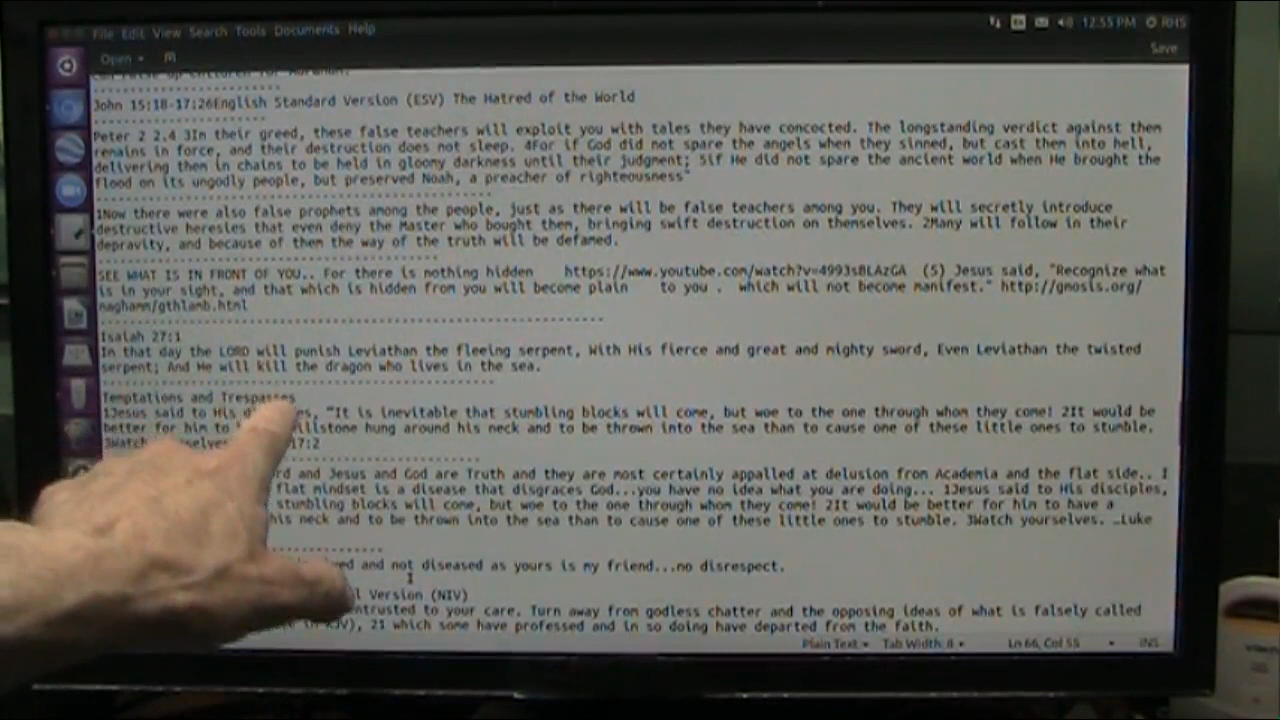 File Edit View Search Tools Documents Help
12:55 PM RHS
Open Save
John 15:18-17:26English Standard Version (ESV) The Hatred of the World
Peter 2 2.4 3In their greed, these false teachers will exploit you with tales they have concocted. The longstanding verdict against them
remains in force, and their destruction does not sleep. 4For if God did not spare the angels when they sinned, but cast them into hell,
delivering them in chains to be held in gloomy darkness until their judgment; 5if He did not spare the ancient world when He brought the
flood on its ungodly people, but preserved Noah, a preacher of righteousness"
1Now there were also false prophets among the people, just as there will be false teachers among you. They will secretly introduce
destructive heresies that even deny the Master who bought them, bringing swift destruction on themselves. 2Many will follow in their
depravity, and because of them the way of the truth will be defamed.
SEE WHAT IS IN FRONT OF YOU.. For there is nothing hidden https://www.youtube.com/watch?v=4993sBLAzGA (5) Jesus said, "Recognize what
is in your sight, and that which is hidden from you will become plain to you . which will not become manifest." http://gnosis.org/
naghamm/gthlamb.html
Isaiah 27:1
In that day the LORD will punish Leviathan the fleeing serpent, With His fierce and great and mighty sword, Even Leviathan the twisted
serpent; And He will kill the dragon who lives in the sea.
Temptations and Trespasses
1Jesus said to His "It is inevitable that stumbling blocks will come, but woe to the one through whom they come! 2It would be
better for him to hung around his neck and to be thrown into the sea than to cause one of these little ones to stumble.
3Watch 17:2
and Jesus and God are Truth and they are most certainly appalled at delusion from Academia and the flat side.. I
flat mindset is a disease that disgraces God...you have no idea what you are doing... 1Jesus said to His disciples,
stumbling blocks will come, but woe to the one through whom they come! 2It would be better for him to have a
his neck and to be thrown into the sea than to cause one of these little ones to stumble. 3Watch yourselves. …Luke
and not diseased as yours is my friend...no disrespect.
Version (NIV)
entrusted to your care. Turn away from godless chatter and the opposing ideas of what is falsely called
in KJV), 21 which some have professed and in so doing have departed from the faith.
Plain Text Tab Width: 8 Ln 66, Col 55 INS